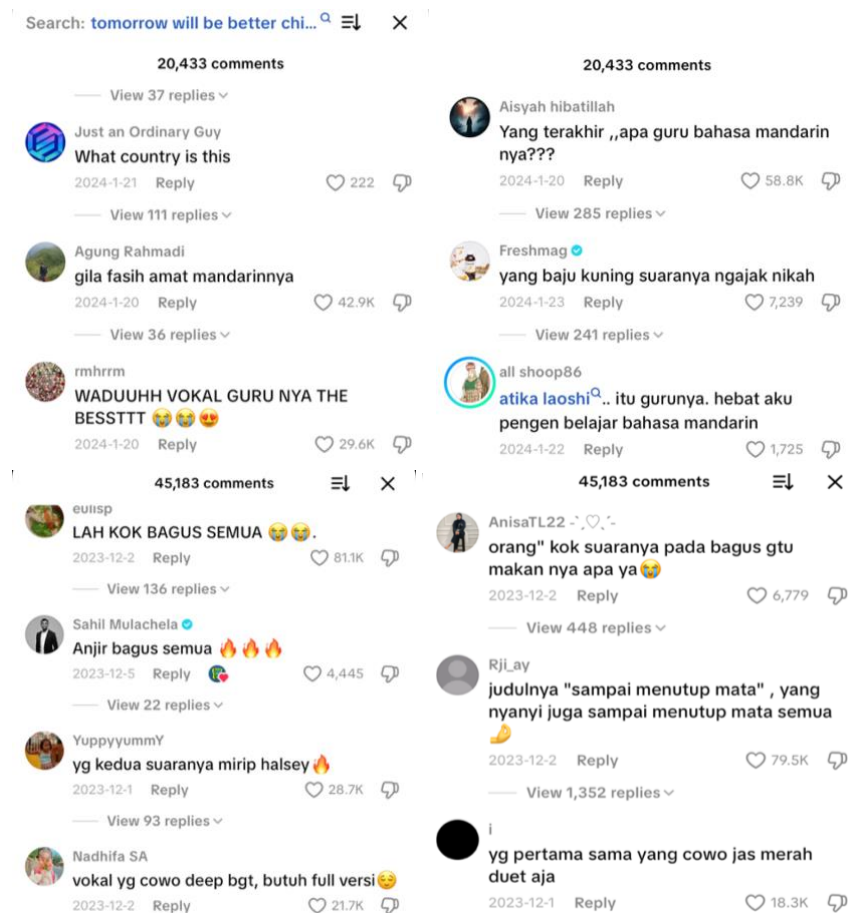 Search: tomorrow will be better chi...
20,433 comments
View 37 replies
Just an Ordinary Guy
What country is this
2024-1-21 Reply 222
View 111 replies
Agung Rahmadi
gila fasih amat mandarinnya
2024-1-20 Reply 42.9K
View 36 replies
rmhrrm
WADUUHH VOKAL GURU NYA THE
BESSTTT 😭😭😍
2024-1-20 Reply 29.6K
20,433 comments
Aisyah hibatillah
Yang terakhir ,,apa guru bahasa mandarin
nya???
2024-1-20 Reply 58.8K
View 285 replies
Freshmag
yang baju kuning suaranya ngajak nikah
2024-1-23 Reply 7,239
View 241 replies
all shoop86
atika laoshi.. itu gurunya. hebat aku
pengen belajar bahasa mandarin
2024-1-22 Reply 1,725
45,183 comments
eulisp
LAH KOK BAGUS SEMUA 😭😭.
2023-12-2 Reply 81.1K
View 136 replies
Sahil Mulachela
Anjir bagus semua 🔥🔥🔥
2023-12-5 Reply 4,445
View 22 replies
YuppyyummY
yg kedua suaranya mirip halsey🔥
2023-12-1 Reply 28.7K
View 93 replies
Nadhifa SA
vokal yg cowo deep bgt, butuh full versi😌
2023-12-2 Reply 21.7K
45,183 comments
AnisaTL22 -`,♡,´-
orang" kok suaranya pada bagus gtu
makan nya apa ya😭
2023-12-2 Reply 6,779
View 448 replies
Rji_ay
judulnya "sampai menutup mata" , yang
nyanyi juga sampai menutup mata semua
🤌
2023-12-2 Reply 79.5K
View 1,352 replies
i
yg pertama sama yang cowo jas merah
duet aja
2023-12-1 Reply 18.3K